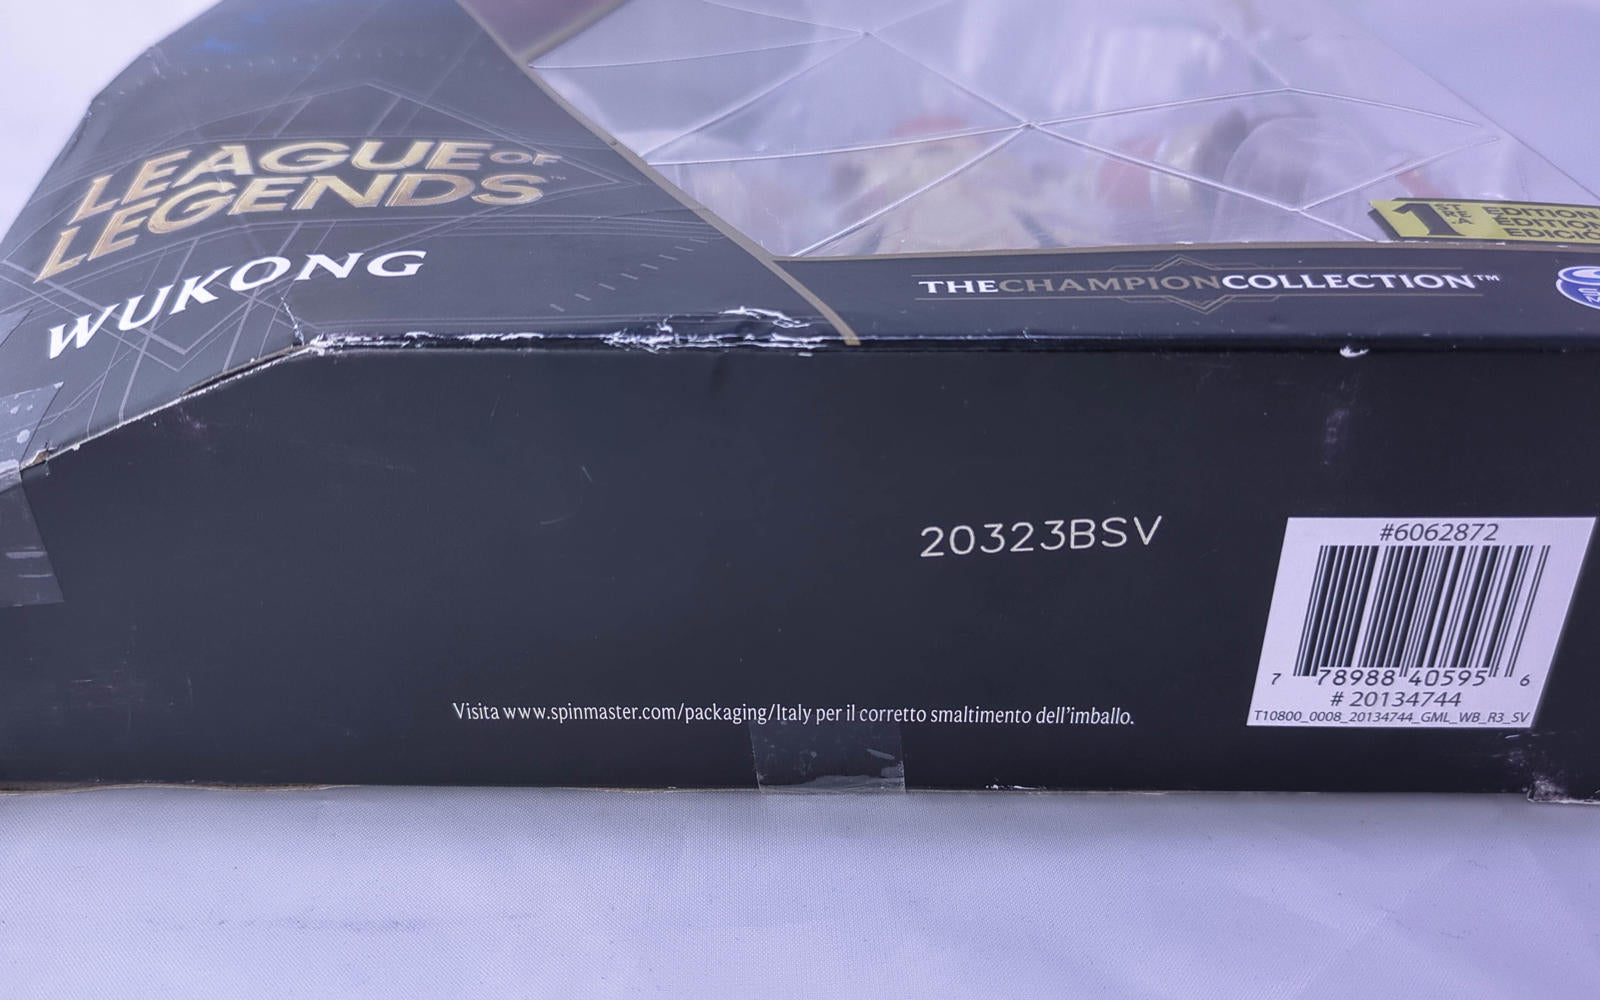 LEAGUE OF
LEGENDS
WUKONG
1ST
EDITION
THECHAMPIONCOLLECTION™
20323BSV
#6062872
7 78988 40595 6
# 20134744
T10800_0008_20134744_GML_WB_R3_SV
Visita www.spinmaster.com/packaging/Italy per il corretto smaltimento dell'imballo.